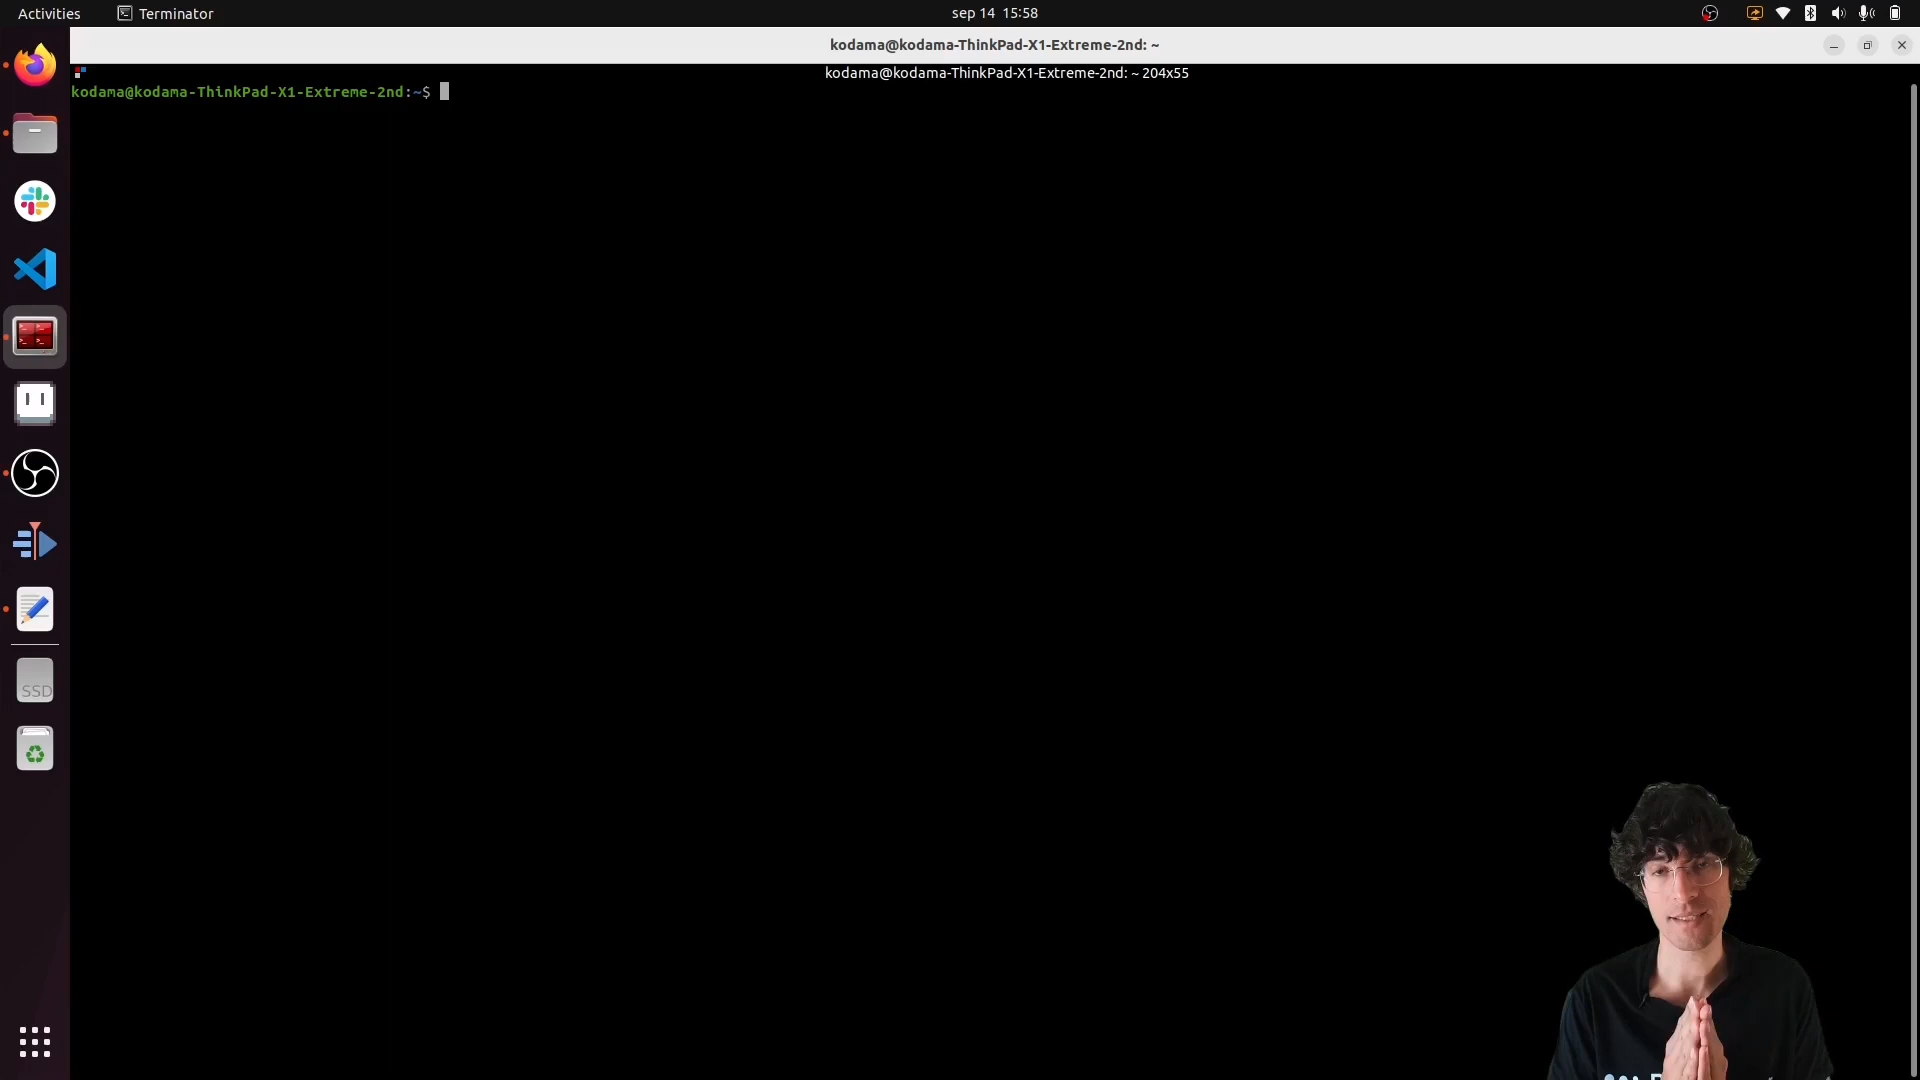 Activities
Terminator
sep 14 15:58
kodama@kodama-ThinkPad-X1-Extreme-2nd: ~
kodama@kodama-ThinkPad-X1-Extreme-2nd: ~ 204x55
kodama@kodama-ThinkPad-X1-Extreme-2nd:~$
SSD